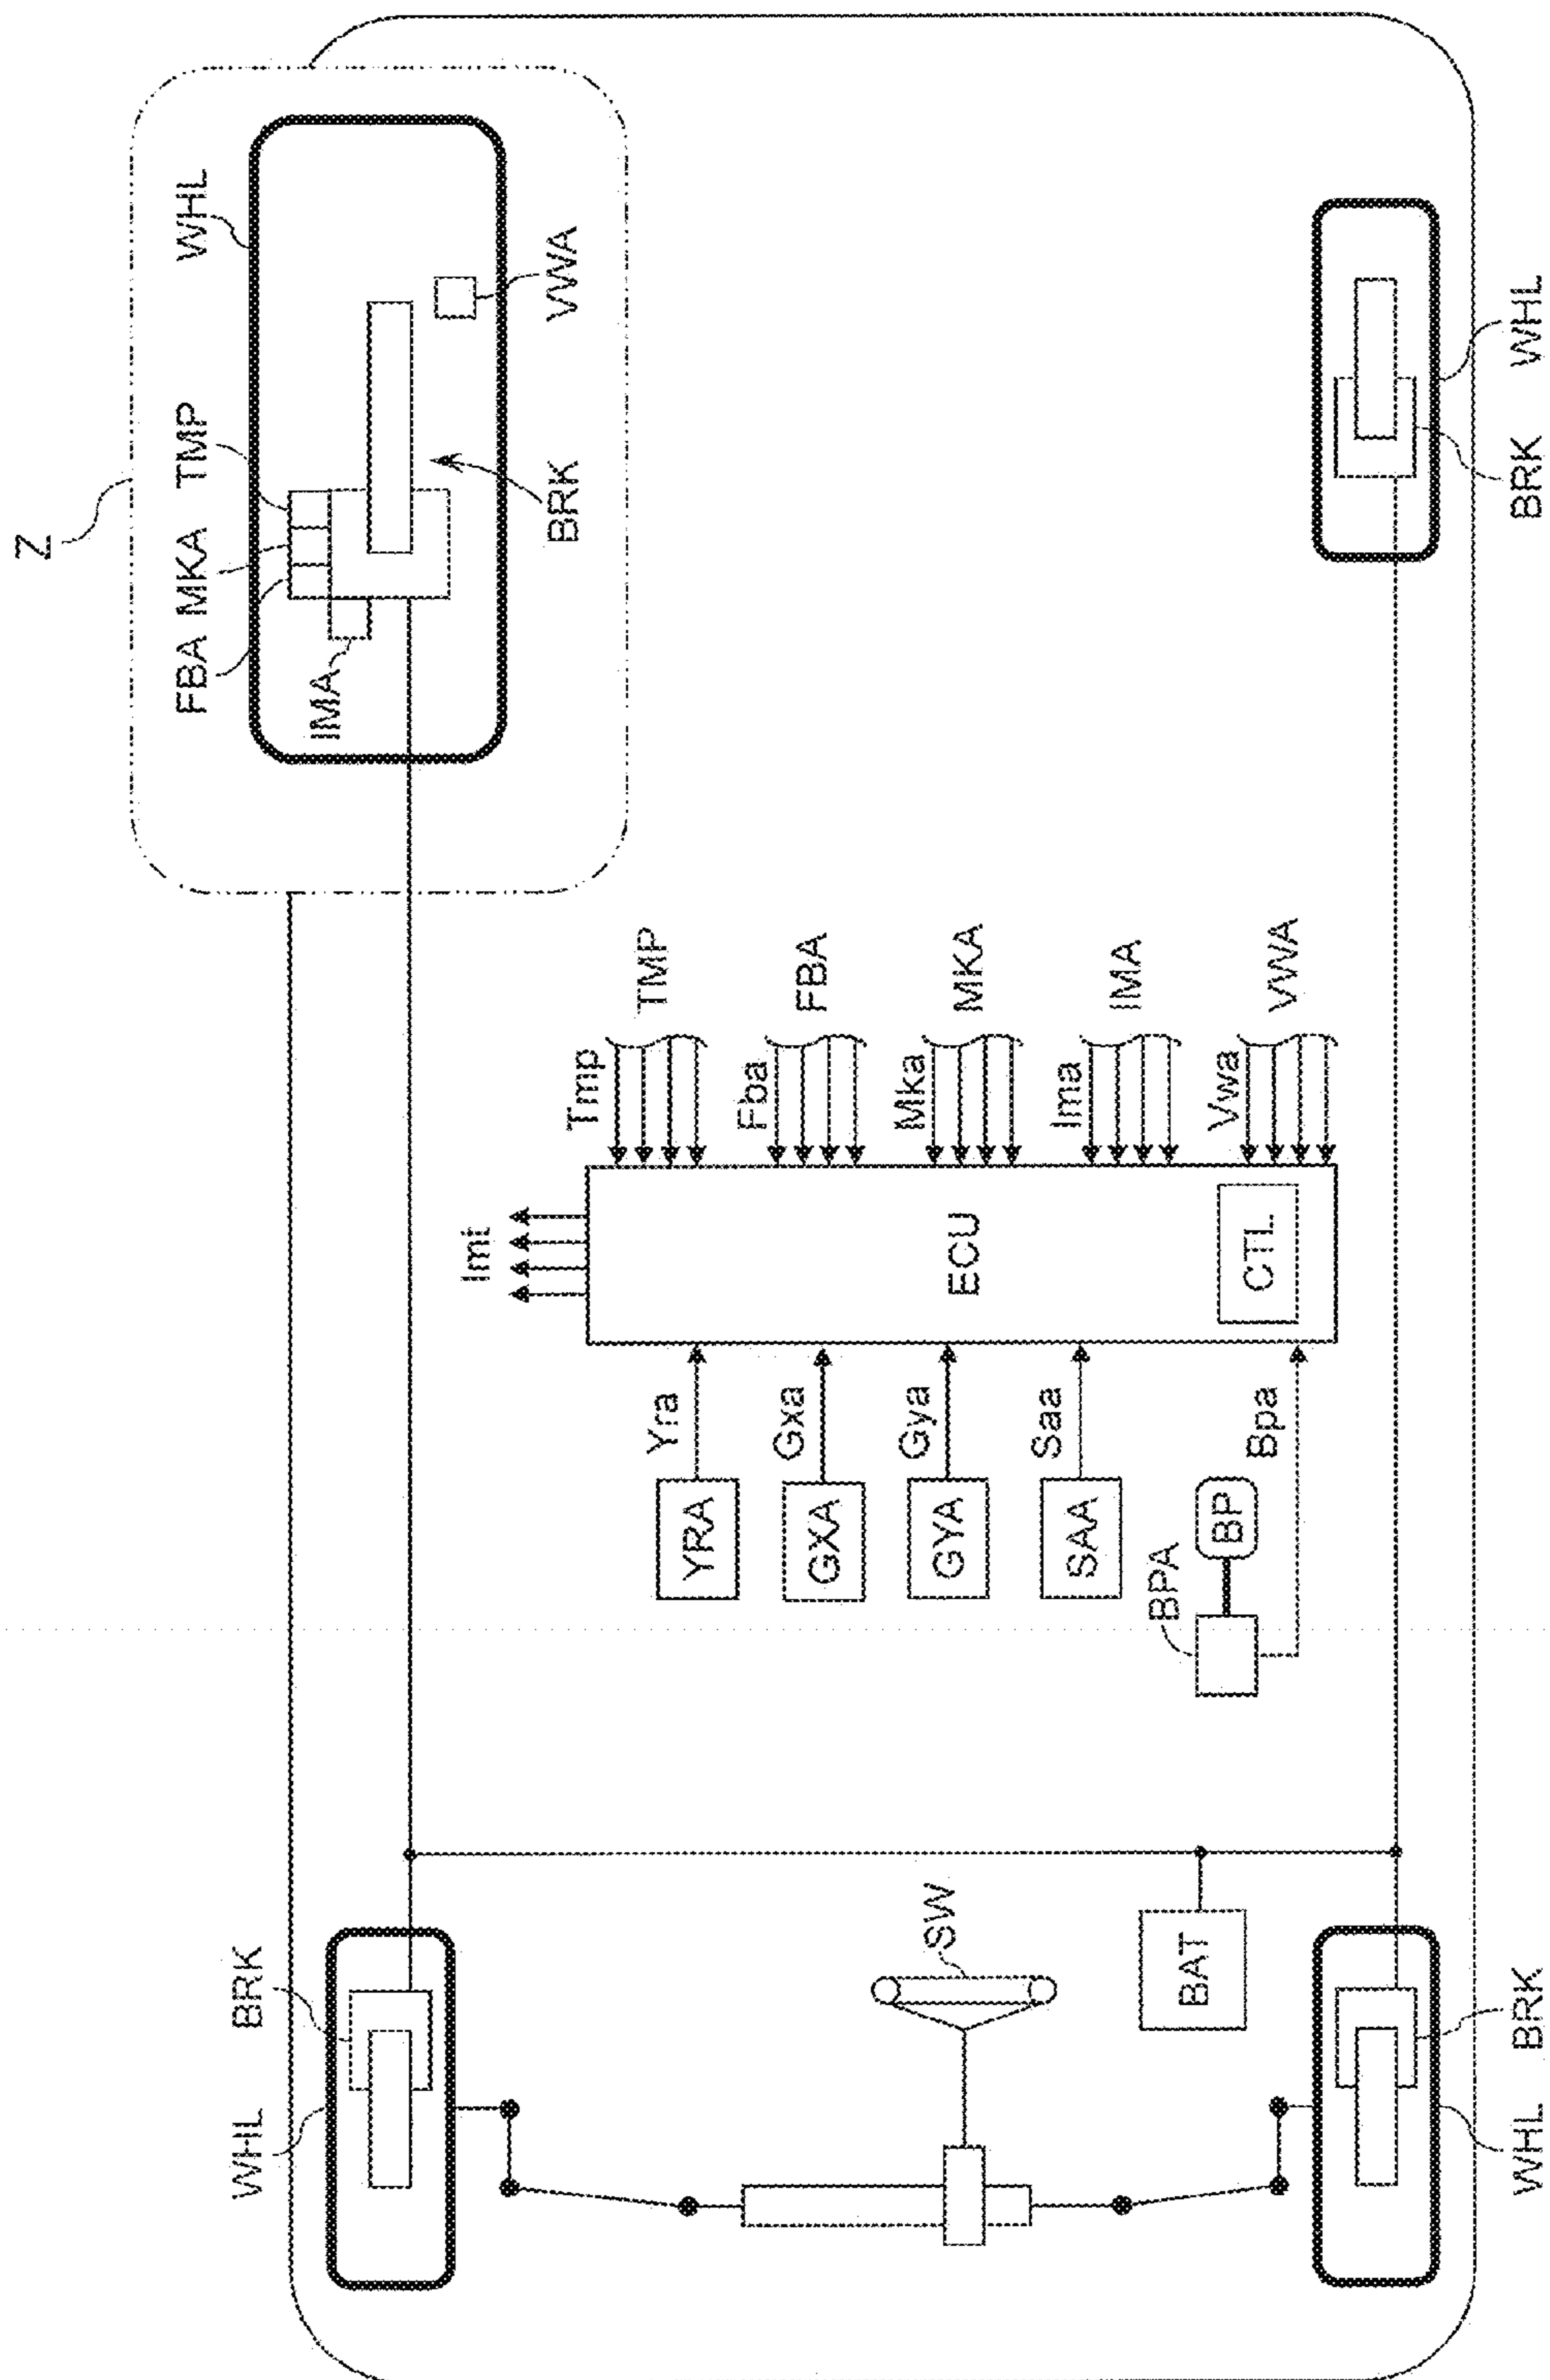 Z
WHL
FBA MKA TMP
IMA
BRK
VWA
WHL
BRK
TMP
FBA
MKA
IMA
VWA
Tmp
Fba
Mka
Ima
Vwa
Imt
ECU
CTL
Yra
Gxa
Gya
Saa
Bpa
YRA
GXA
GYA
SAA
BP
BPA
SW
BAT
WHL BRK
WHL BRK